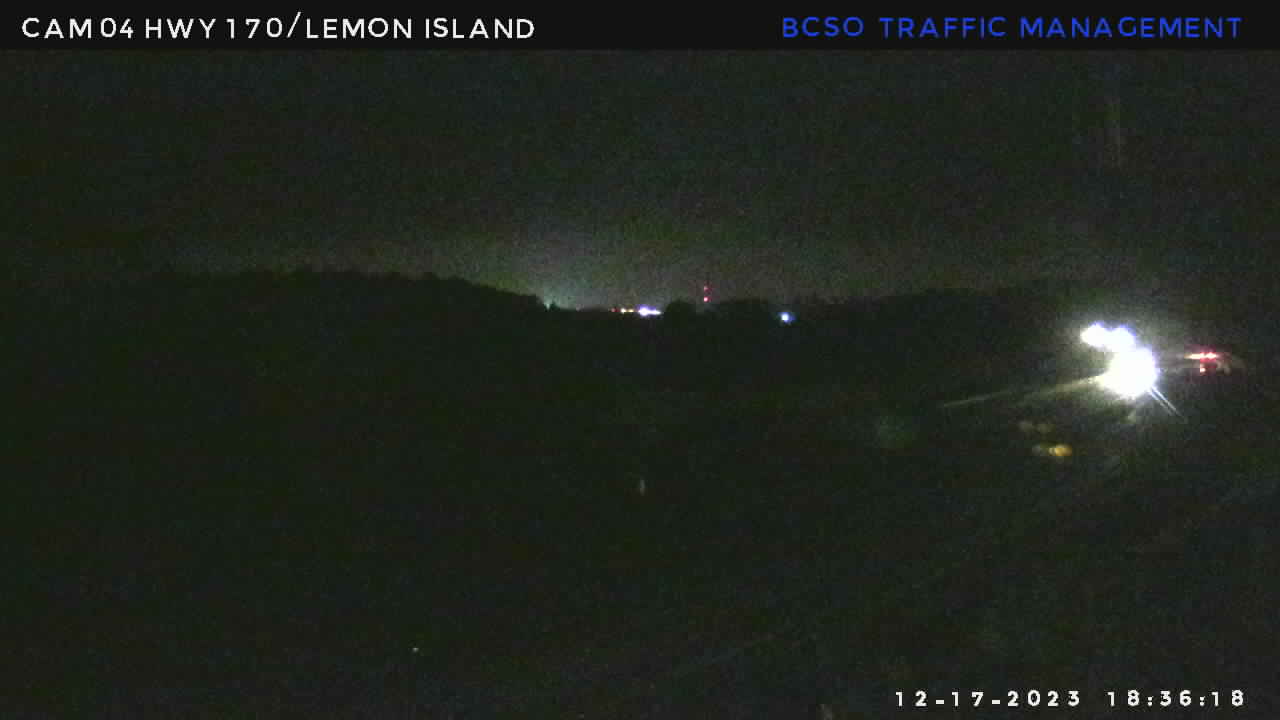 CAM04 HWY 170/LEMON ISLAND
BCSO TRAFFIC MANAGEMENT
12-17-2023 18:36:18